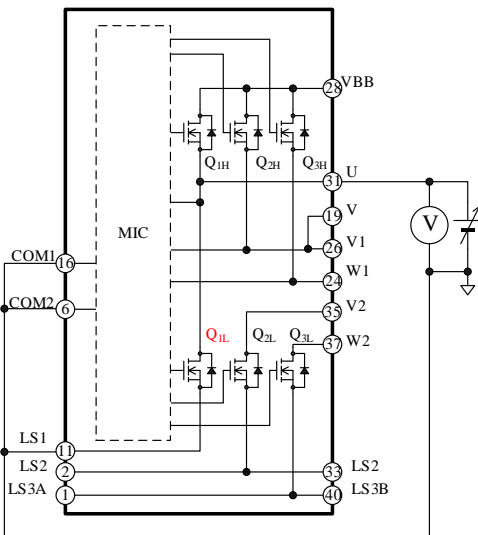 28 VBB
Q1H Q2H Q3H
31 U
19 V
V
MIC
26 V1
COM1 16
24 W1
COM2 6
35 V2
Q1L Q2L Q3L
37 W2
LS1 11
LS2 2
33 LS2
LS3A 1
40 LS3B